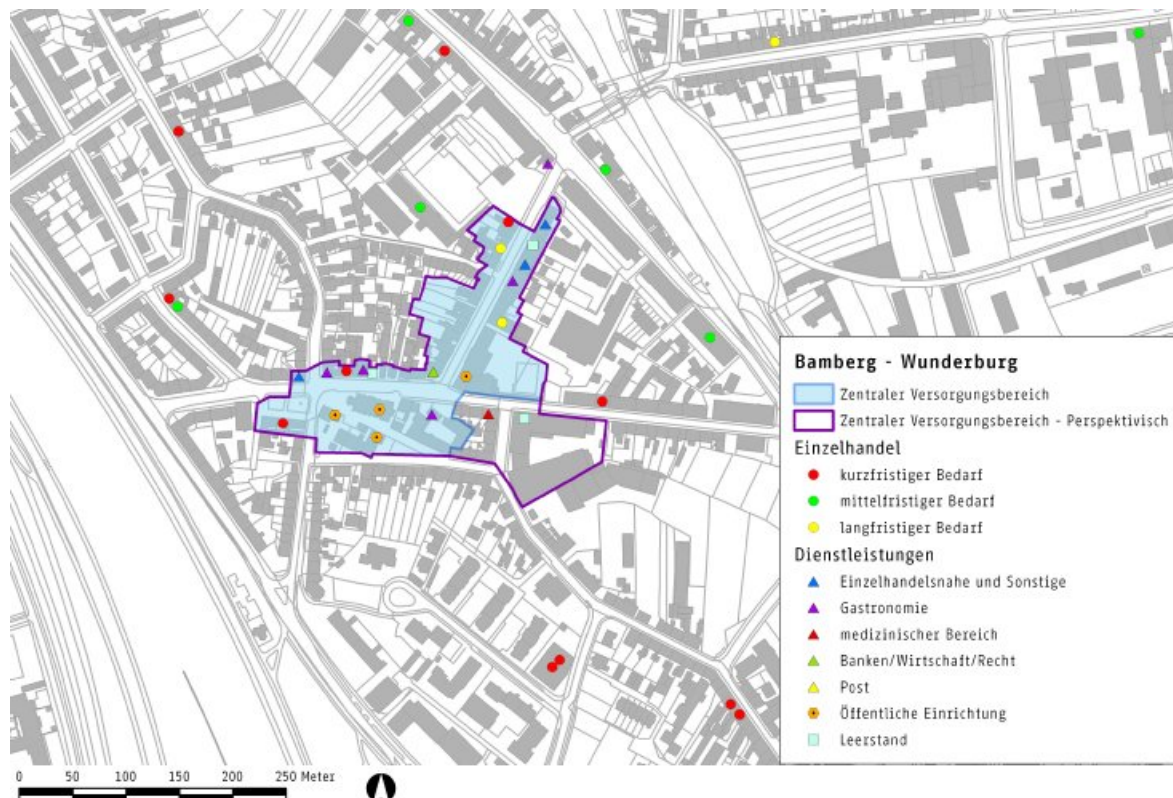 Bamberg - Wunderburg
Zentraler Versorgungsbereich
Zentraler Versorgungsbereich - Perspektivisch
Einzelhandel
kurzfristiger Bedarf
mittelfristiger Bedarf
langfristiger Bedarf
Dienstleistungen
Einzelhandelsnahe und Sonstige
Gastronomie
medizinischer Bereich
Banken/Wirtschaft/Recht
Post
Öffentliche Einrichtung
Leerstand
0 50 100 150 200 250 Meter